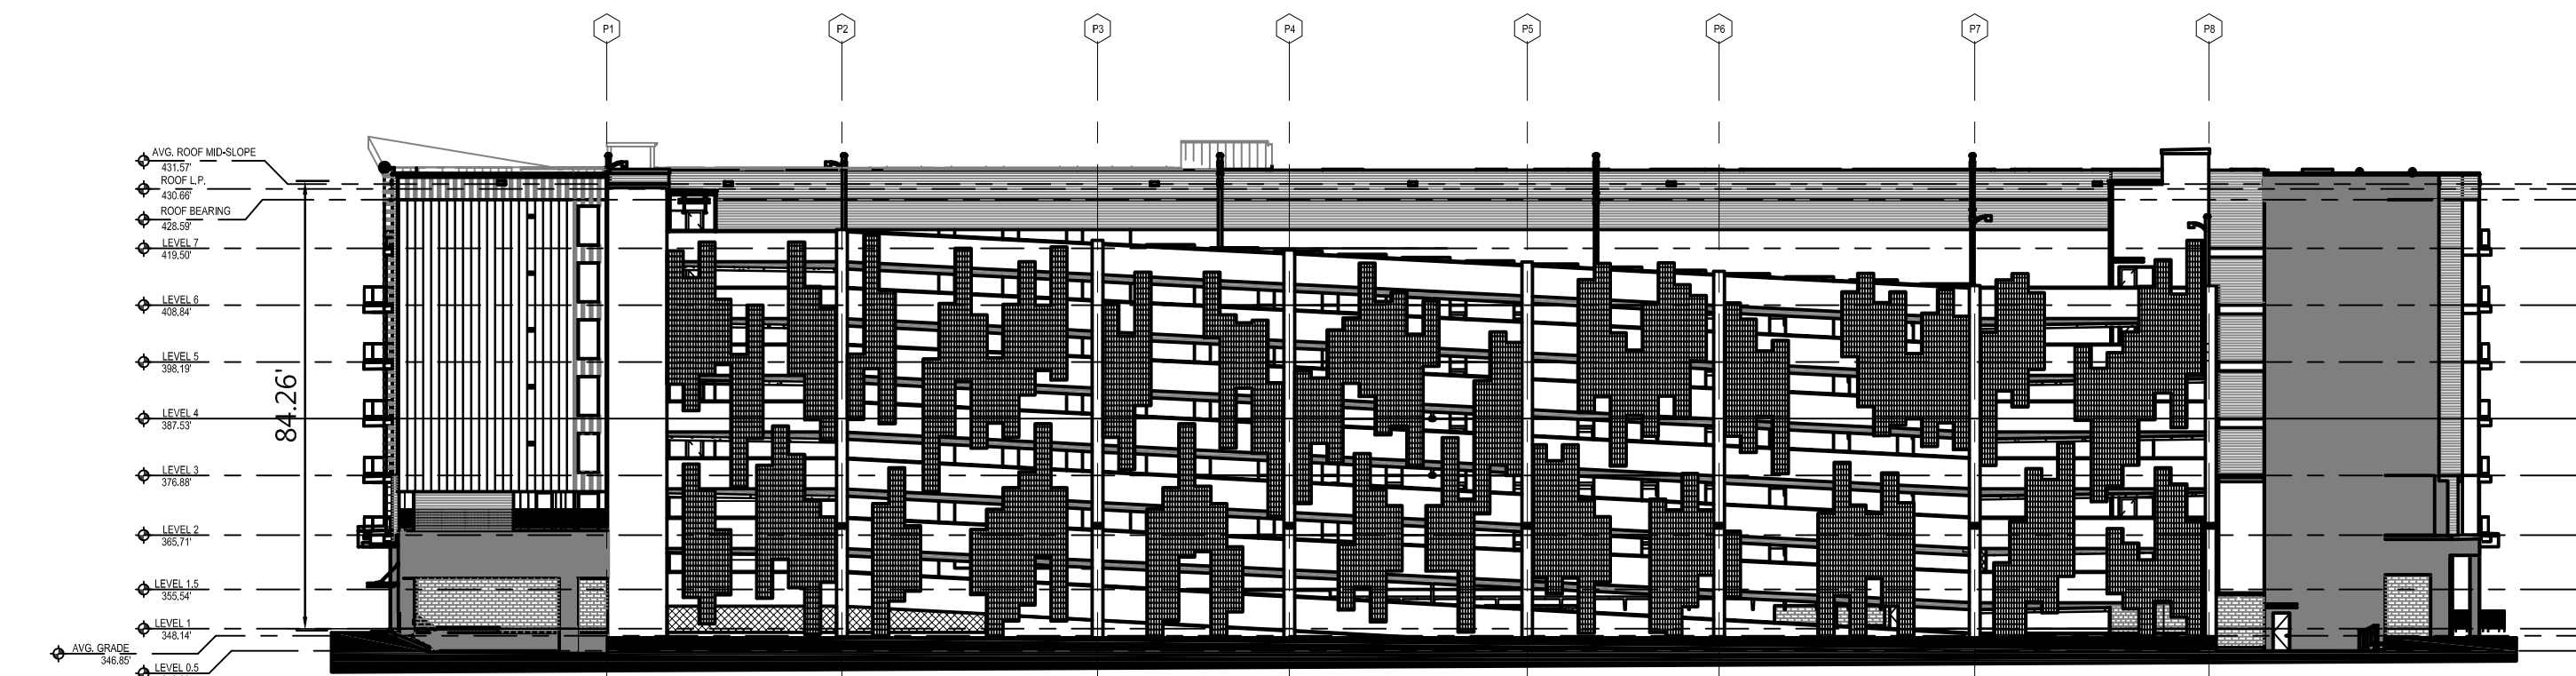 P1 P2 P3 P4 P5 P6 P7 P8
AVG. ROOF MID-SLOPE
431.57'
ROOF L.P.
430.66'
ROOF BEARING
428.59'
LEVEL 7
419.50'
LEVEL 6
408.84'
LEVEL 5
398.19'
84.26'
LEVEL 4
387.53'
LEVEL 3
376.88'
LEVEL 2
365.71'
LEVEL 1.5
355.54'
LEVEL 1
348.14'
AVG. GRADE
346.85'
LEVEL 0.5